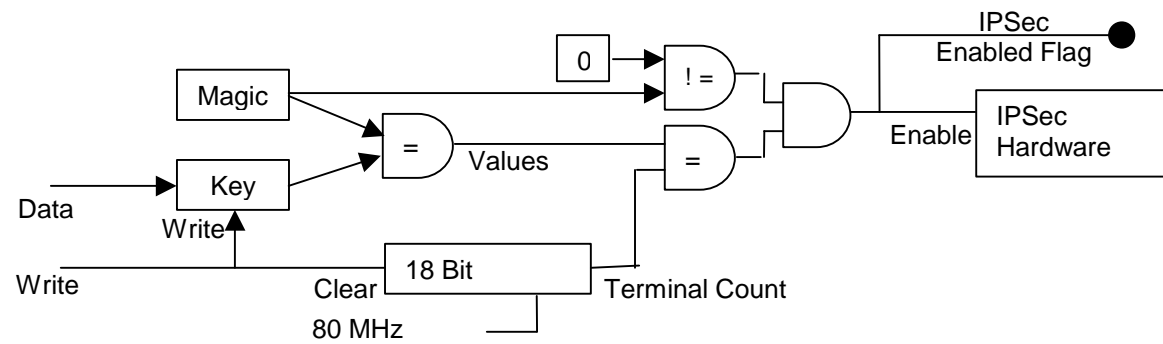 IPSec
Enabled Flag
0
! =
Magic
=
Values
=
Enable
IPSec
Hardware
Key
Data
Write
Write
18 Bit
Clear
Terminal Count
80 MHz